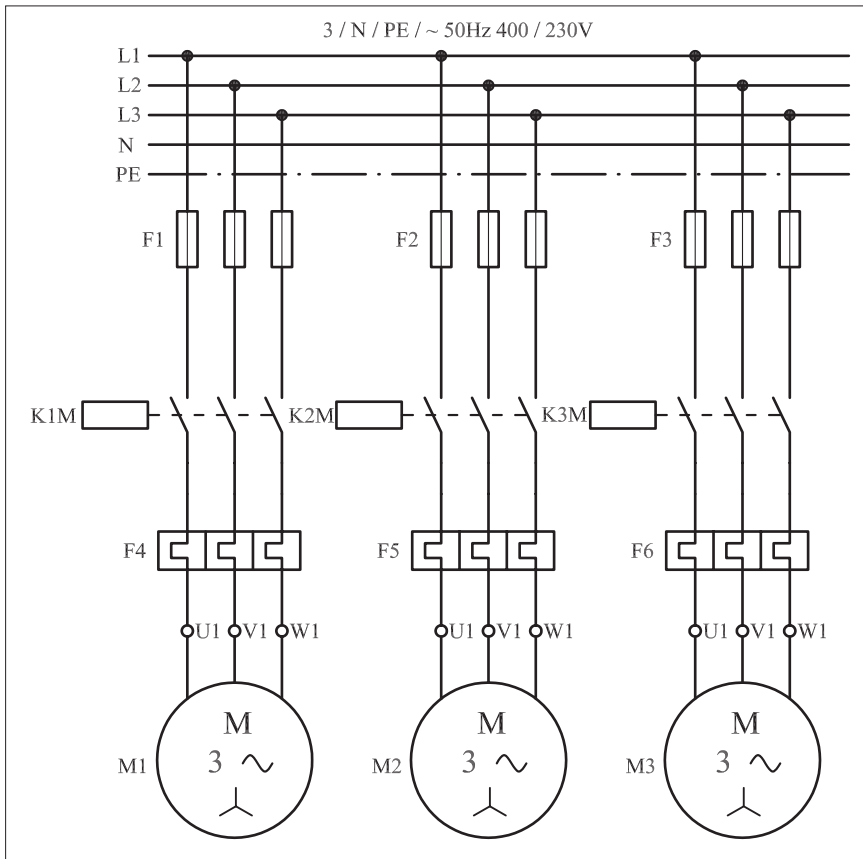 3 / N / PE / ~ 50Hz 400 / 230V
L1
L2
L3
N
PE
F1 F2 F3
K1M K2M K3M
F4 F5 F6
U1 V1 W1 U1 V1 W1 U1 V1 W1
M M M
M1 3 ~ M2 3 ~ M3 3 ~